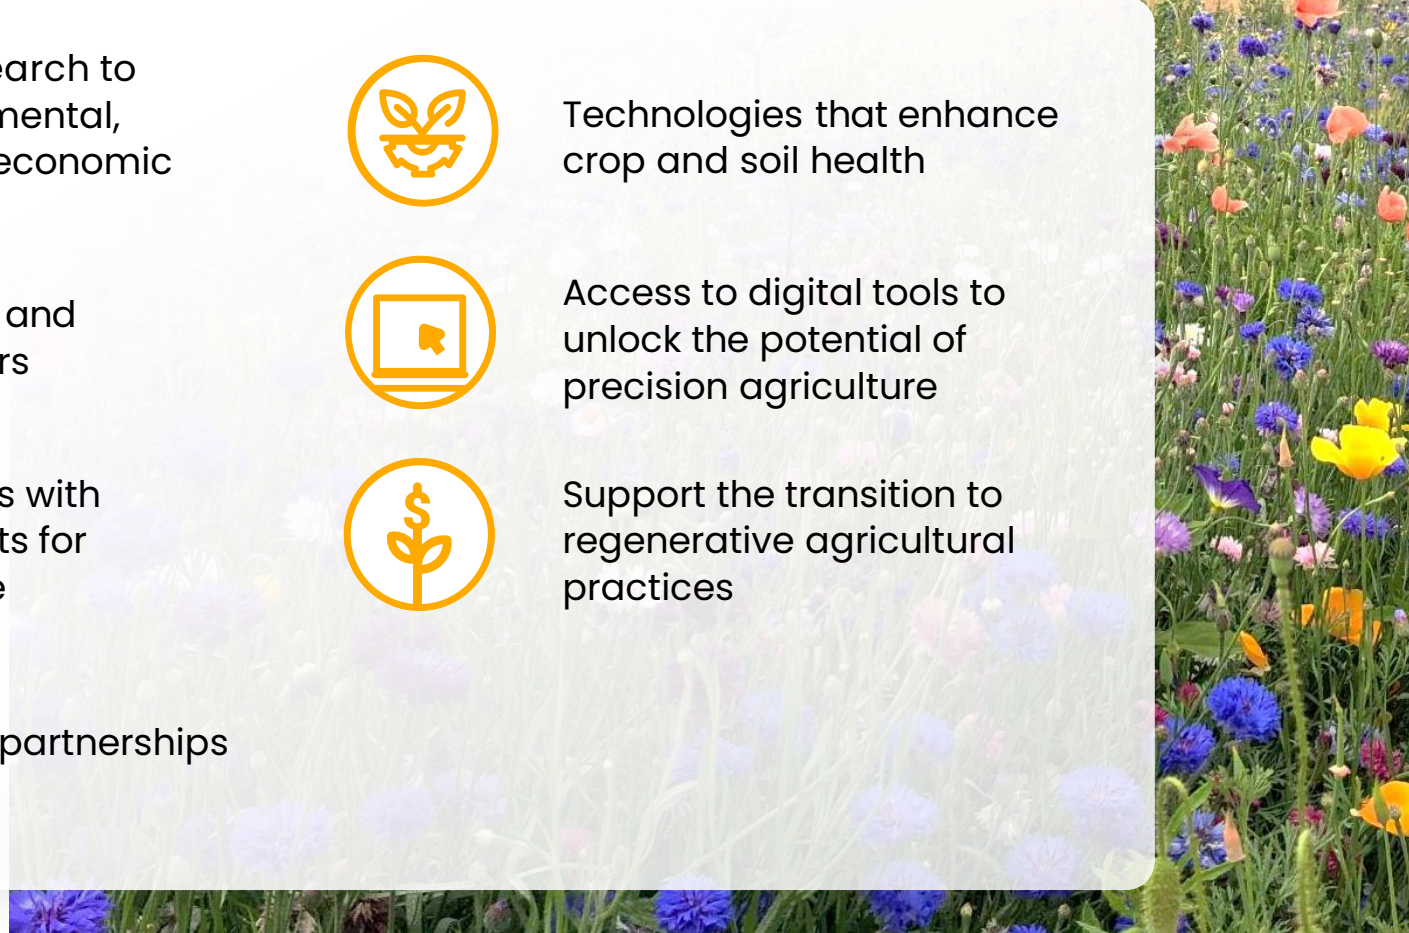 earch to
mental,
economic
and
rs
s with
ts for
e
partnerships
Technologies that enhance
crop and soil health
Access to digital tools to
unlock the potential of
precision agriculture
$
Support the transition to
regenerative agricultural
practices